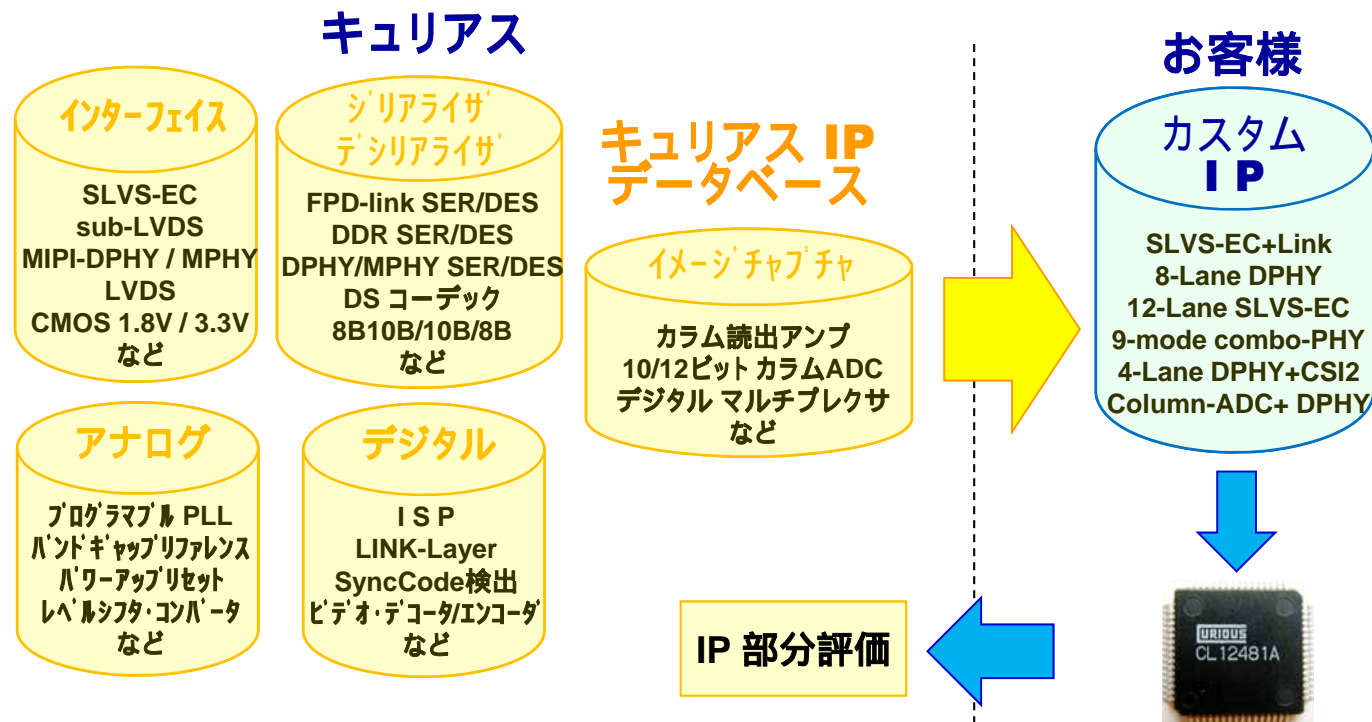 キュリアス
お客様
インターフェイス
SLVS-EC
sub-LVDS
MIPI-DPHY / MPHY
LVDS
CMOS 1.8V / 3.3V
など
ｼﾞリアライザﾞ
デﾞシリアライザﾞ
FPD-link SER/DES
DDR SER/DES
DPHY/MPHY SER/DES
DS コーデック
8B10B/10B/8B
など
キュリアス IP
データベース
イメージﾞチャプﾟチャ
カラム読出アンプ
10/12ビット カラムADC
デジタル マルチプレクサ
など
カスタム
I P
SLVS-EC+Link
8-Lane DPHY
12-Lane SLVS-EC
9-mode combo-PHY
4-Lane DPHY+CSI2
Column-ADC+ DPHY
アナログ
ﾌﾟﾛｸﾞﾗﾏﾌﾞﾙ PLL
ﾊﾞﾝﾄﾞｷﾞｬｯﾌﾟﾘﾌｧﾚﾝｽ
ﾊﾟﾜｰｱｯﾌﾟﾘｾｯﾄ
ﾚﾍﾞﾙｼﾌﾀ･ｺﾝﾊﾞｰﾀ
など
デジタル
I S P
LINK-Layer
SyncCode検出
ﾋﾞﾃﾞｵ･ﾃﾞｺｰﾀﾞ/ｴﾝｺｰﾀﾞ
など
IP 部分評価
URIOUS
CL12481A